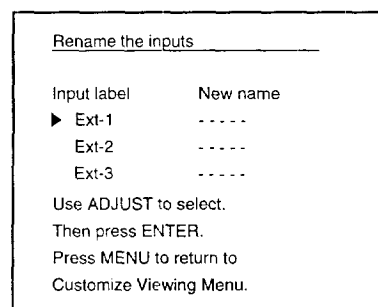 Rename the inputs
Input label New name
▶ Ext-1 - - - - -
Ext-2 - - - - -
Ext-3 - - - - -
Use ADJUST to select.
Then press ENTER.
Press MENU to return to
Customize Viewing Menu.